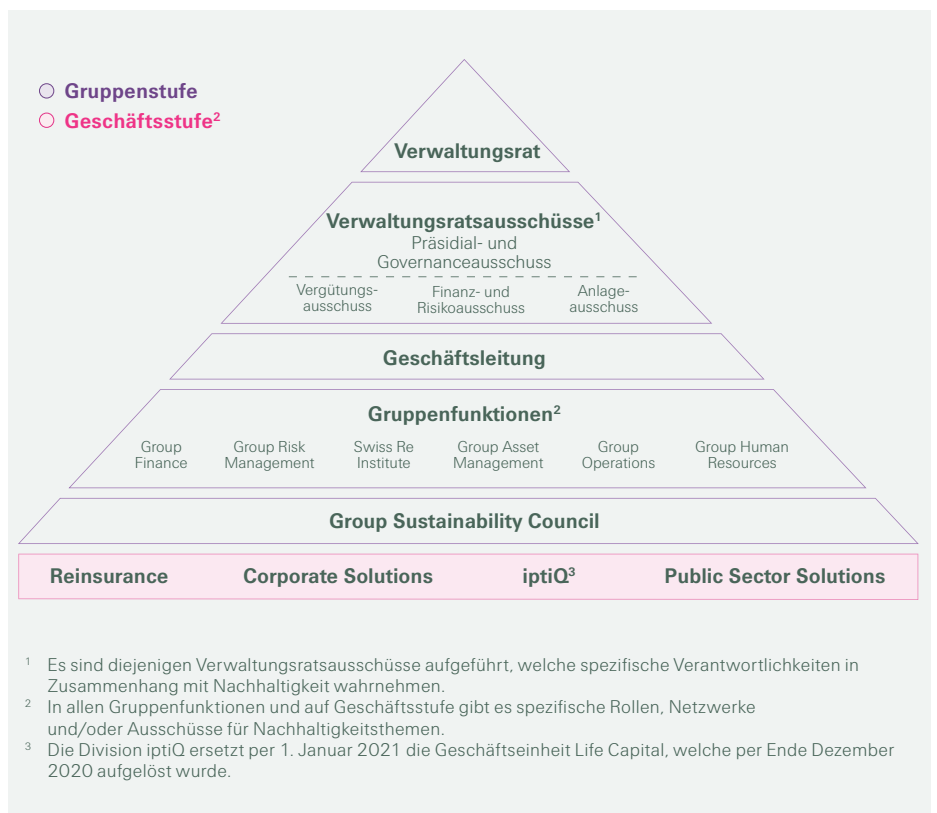 Gruppenstufe
Geschäftsstufe²
Verwaltungsrat
Verwaltungsratsausschüsse¹
Präsidial- und
Governanceausschuss
Vergütungs-
ausschuss
Finanz- und
Risikoausschuss
Anlage-
ausschuss
Geschäftsleitung
Gruppenfunktionen²
Group
Finance
Group Risk
Management
Swiss Re
Institute
Group Asset
Management
Group
Operations
Group Human
Resources
Group Sustainability Council
Reinsurance
Corporate Solutions
iptiQ³
Public Sector Solutions
¹ Es sind diejenigen Verwaltungsratsausschüsse aufgeführt, welche spezifische Verantwortlichkeiten in
Zusammenhang mit Nachhaltigkeit wahrnehmen.
² In allen Gruppenfunktionen und auf Geschäftsstufe gibt es spezifische Rollen, Netzwerke
und/oder Ausschüsse für Nachhaltigkeitsthemen.
³ Die Division iptiQ ersetzt per 1. Januar 2021 die Geschäftseinheit Life Capital, welche per Ende Dezember
2020 aufgelöst wurde.